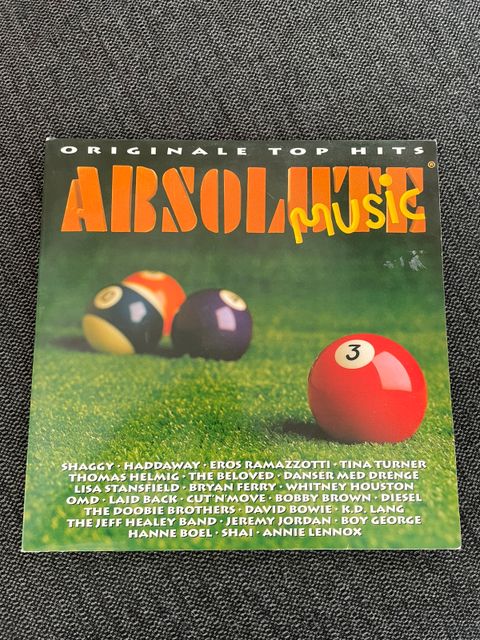 ORIGINALE TOP HITS
ABSOLUTE®
MUSIC
3
SHAGGY · HADDAWAY · EROS RAMAZZOTTI · TINA TURNER
THOMAS HELMIG · THE BELOVED · DANSER MED DRENGE
LISA STANSFIELD · BRYAN FERRY · WHITNEY HOUSTON
OMD · LAID BACK · CUT'N'MOVE · BOBBY BROWN · DIESEL
THE DOOBIE BROTHERS · DAVID BOWIE · K.D. LANG
THE JEFF HEALEY BAND · JEREMY JORDAN · BOY GEORGE
HANNE BOEL · SHAI · ANNIE LENNOX